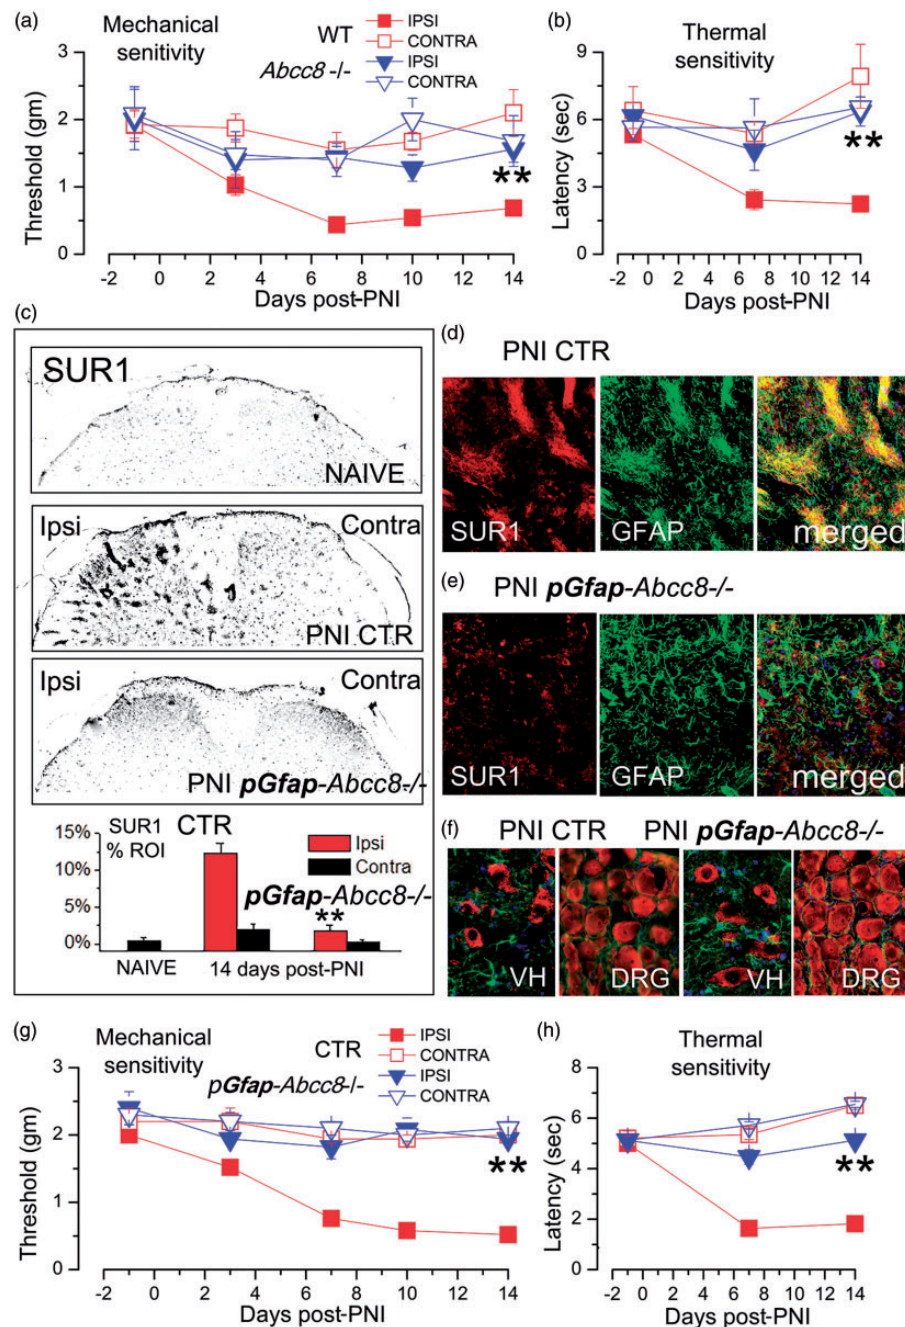 (a)
Mechanical
senitivity
WT
Abcc8 -/-
IPSI
CONTRA
IPSI
CONTRA
3
2
1
0
Threshold (gm)
**
-2 0 2 4 6 8 10 12 14
Days post-PNI
(b)
Thermal
sensitivity
9
6
3
0
Latency (sec)
**
-2 0 2 4 6 8 10 12 14
Days post-PNI
(c)
SUR1
NAIVE
Ipsi Contra
PNI CTR
Ipsi Contra
PNI pGfap-Abcc8-/-
15%
10%
5%
0%
SUR1
% ROI
CTR
Ipsi
Contra
pGfap-Abcc8-/-
**
NAIVE 14 days post-PNI
(d)
PNI CTR
SUR1 GFAP merged
(e)
PNI pGfap-Abcc8-/-
SUR1 GFAP merged
(f)
PNI CTR PNI pGfap-Abcc8-/-
VH DRG VH DRG
(g)
Mechanical
sensitivity
CTR
pGfap-Abcc8-/-
IPSI
CONTRA
IPSI
CONTRA
3
2
1
0
Threshold (gm)
**
-2 0 2 4 6 8 10 12 14
Days post-PNI
(h)
Thermal
sensitivity
8
6
4
2
0
Latency (sec)
**
-2 0 2 4 6 8 10 12 14
Days post-PNI